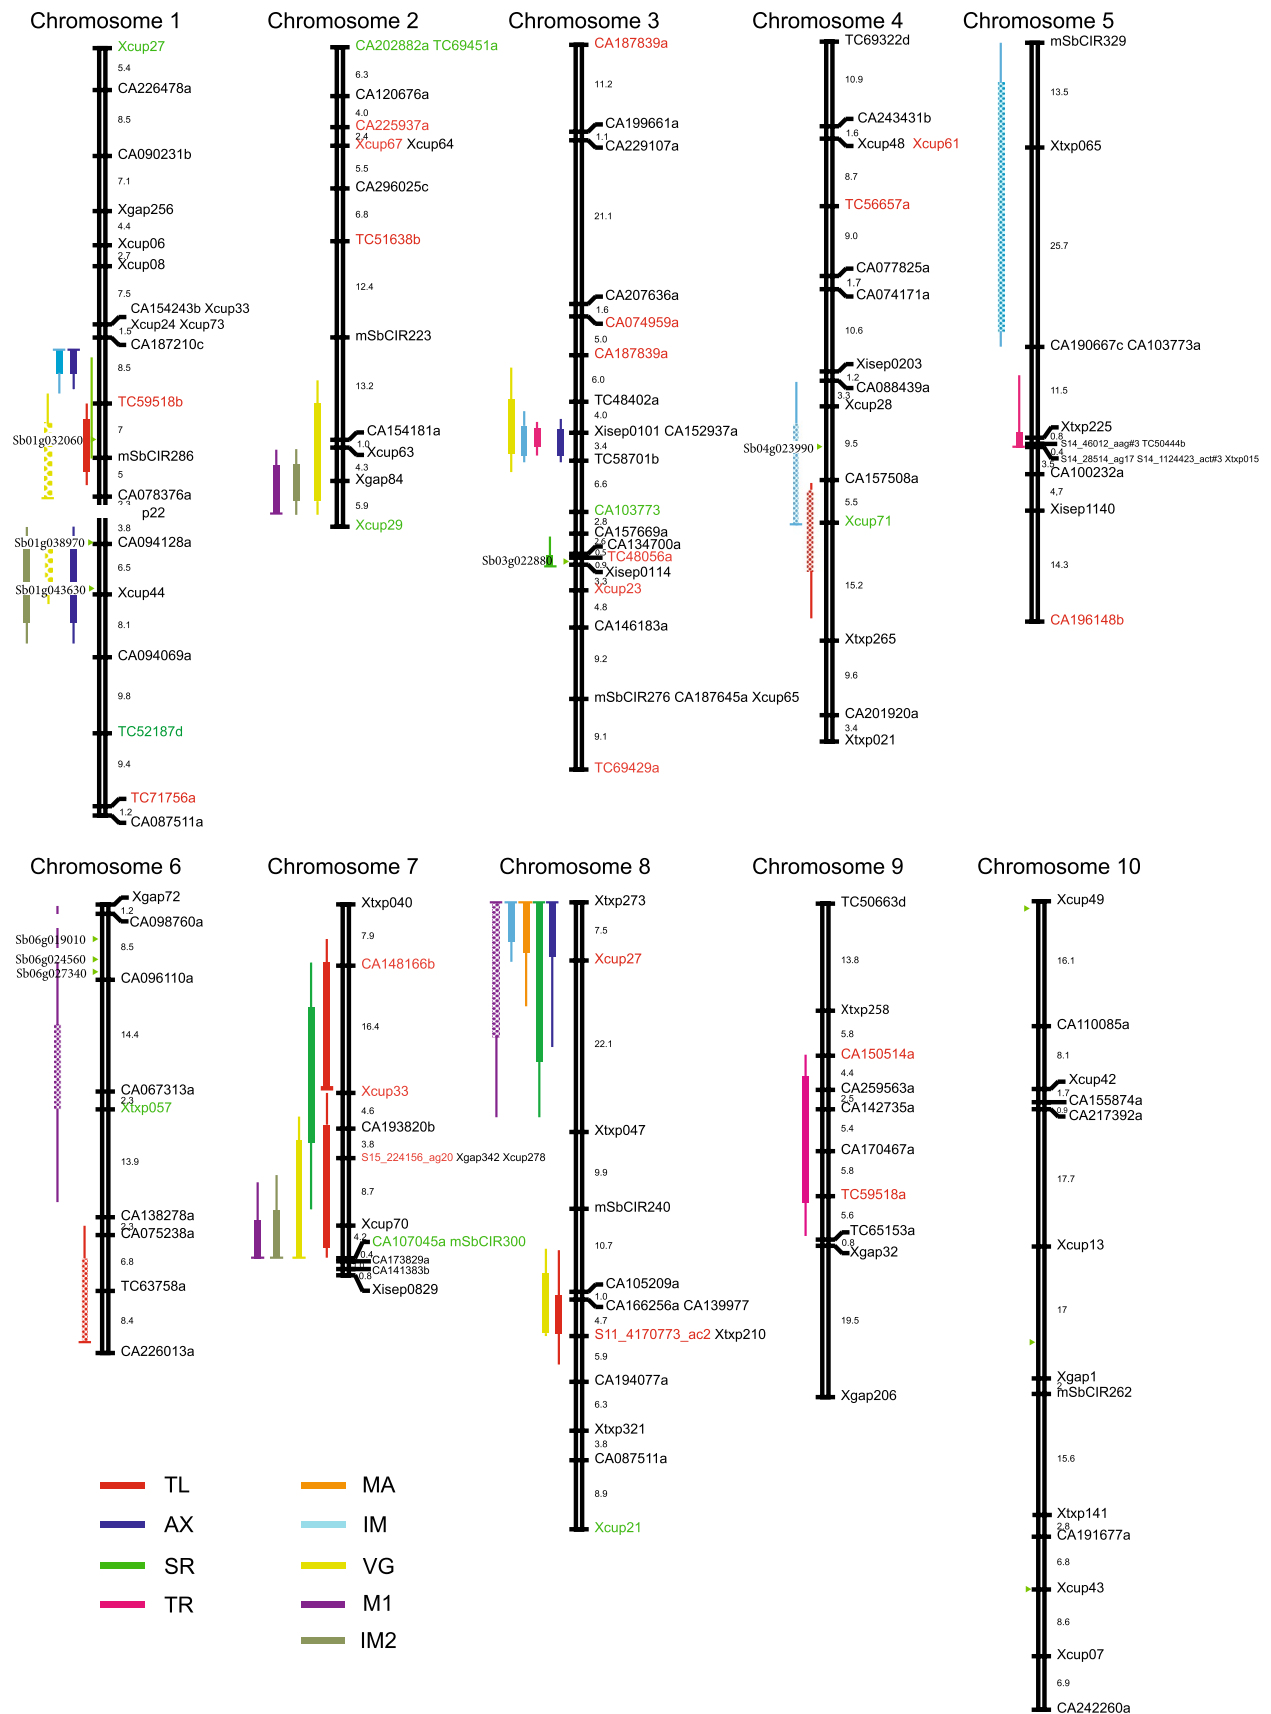 Chromosome 1
Xcup27
5.4
CA226478a
8.5
CA090231b
7.1
Xgap256
4.4
Xcup06
2.7
Xcup08
7.5
CA154243b Xcup33
Xcup24 Xcup73
1.5
CA187210c
8.5
TC59518b
7
Sb01g032060
mSbCIR286
5
CA078376a
p22
3.8
Sb01g038970
CA094128a
6.5
Sb01g043630
Xcup44
8.1
CA094069a
9.8
TC52187d
9.4
TC71756a
1.2
CA087511a
Chromosome 2
CA202882a TC69451a
6.3
CA120676a
4.0
CA225937a
2.4
Xcup67 Xcup64
5.5
CA296025c
6.8
TC51638b
12.4
mSbCIR223
13.2
CA154181a
1.0
Xcup63
4.3
Xgap84
5.9
Xcup29
Chromosome 3
CA187839a
11.2
CA199661a
1.1
CA229107a
21.1
CA207636a
1.6
CA074959a
5.0
CA187839a
6.0
TC48402a
4.0
Xisep0101 CA152937a
3.4
TC58701b
6.6
CA103773
2.8
CA157669a
CA134700a
TC48056a
Sb03g022880
0.9
Xisep0114
3.3
Xcup23
4.8
CA146183a
9.2
mSbCIR276 CA187645a Xcup65
9.1
TC69429a
Chromosome 4
TC69322d
10.9
CA243431b
1.6
Xcup48 Xcup61
8.7
TC56657a
9.0
CA077825a
1.7
CA074171a
10.6
Xisep0203
1.2
CA088439a
3.3
Xcup28
9.5
Sb04g023990
CA157508a
5.5
Xcup71
15.2
Xtxp265
9.6
CA201920a
3.4
Xtxp021
Chromosome 5
mSbCIR329
13.5
Xtxp065
25.7
CA190667c CA103773a
11.5
Xtxp225
0.8
S14_46012_aag#3 TC50444b
0.4
S14_28514_ag17 S14_1124423_act#3 Xtxp015
3.5
CA100232a
4.7
Xisep1140
14.3
CA196148b
Chromosome 6
Xgap72
1.2
CA098760a
Sb06g019010
8.5
Sb06g024560
Sb06g027340
CA096110a
14.4
CA067313a
2.3
Xtxp057
13.9
CA138278a
2.3
CA075238a
6.8
TC63758a
8.4
CA226013a
Chromosome 7
Xtxp040
7.9
CA148166b
16.4
Xcup33
4.6
CA193820b
3.8
S15_224156_ag20 Xgap342 Xcup278
8.7
Xcup70
4.2
CA107045a mSbCIR300
0.4
CA173829a
CA141383b
0.8
Xisep0829
Chromosome 8
Xtxp273
7.5
Xcup27
22.1
Xtxp047
9.9
mSbCIR240
10.7
CA105209a
1.0
CA166256a CA139977
4.7
S11_4170773_ac2 Xtxp210
5.9
CA194077a
6.3
Xtxp321
3.8
CA087511a
8.9
Xcup21
Chromosome 9
TC50663d
13.8
Xtxp258
5.8
CA150514a
4.4
CA259563a
2.5
CA142735a
5.4
CA170467a
5.8
TC59518a
5.6
TC65153a
0.8
Xgap32
19.5
Xgap206
Chromosome 10
Xcup49
16.1
CA110085a
8.1
Xcup42
1.7
CA155874a
0.9
CA217392a
17.7
Xcup13
17
Xgap1
2
mSbCIR262
15.6
Xtxp141
2.8
CA191677a
6.8
Xcup43
8.6
Xcup07
6.9
CA242260a
TL
AX
SR
TR
MA
IM
VG
M1
IM2